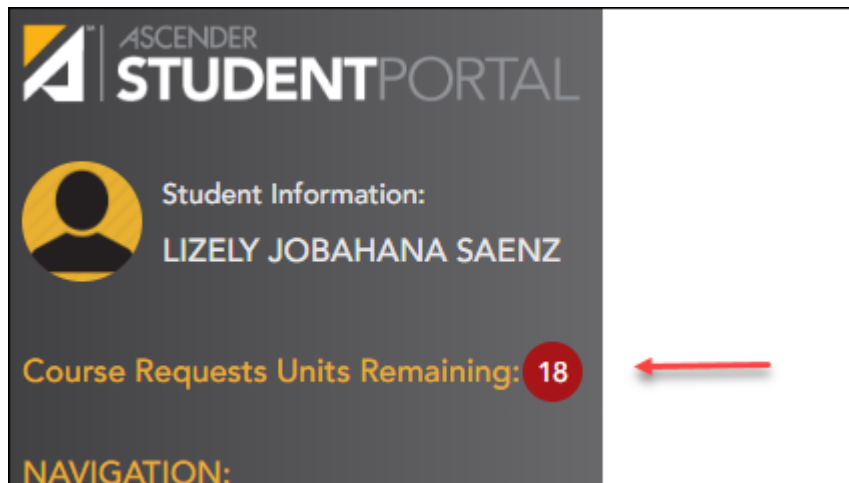 ASCENDER
STUDENTPORTAL
Student Information:
LIZELY JOBAHANA SAENZ
Course Requests Units Remaining: 18
NAVIGATION: